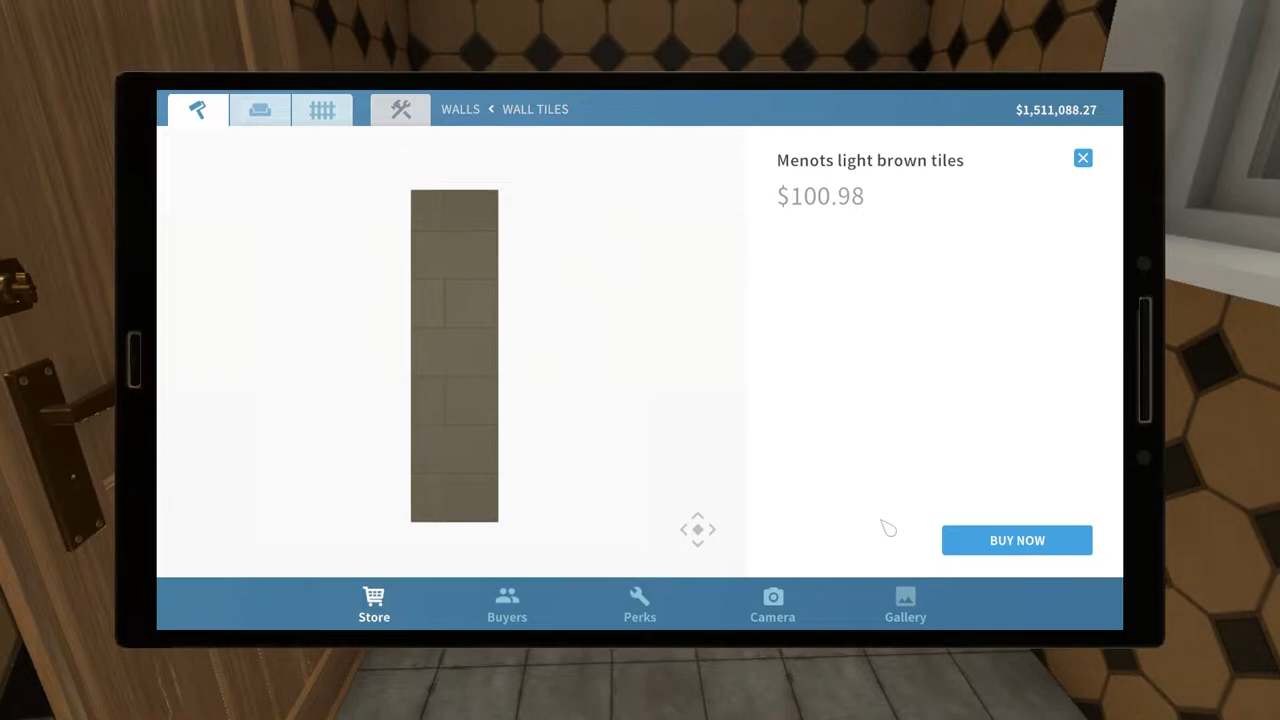 WALLS < WALL TILES
$1,511,088.27
Menots light brown tiles
$100.98
BUY NOW
Store
Buyers
Perks
Camera
Gallery